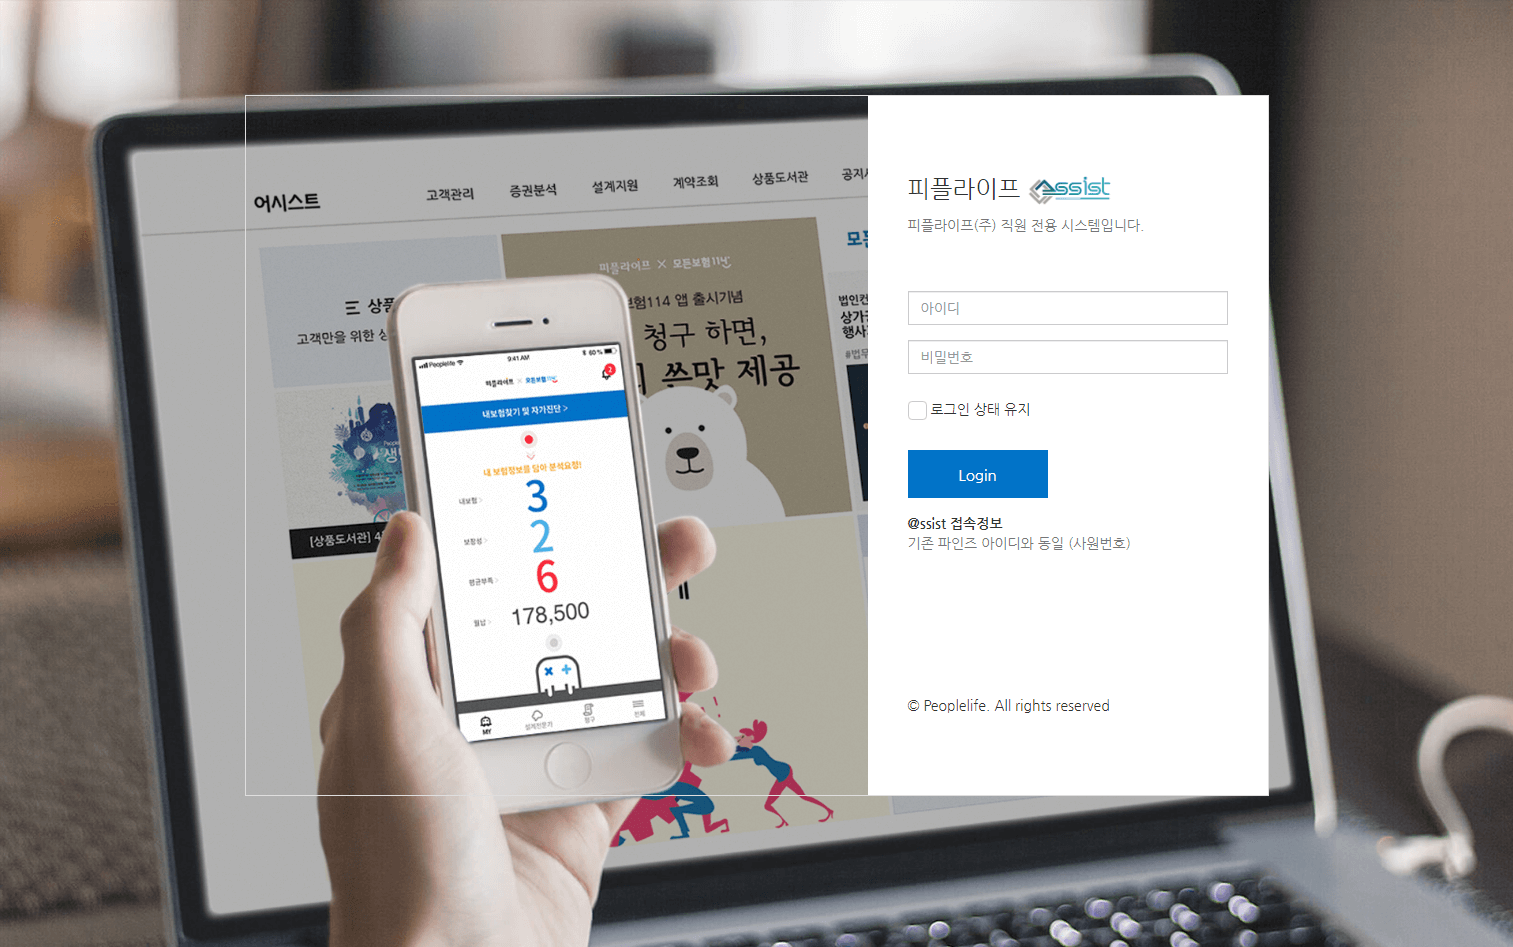 어시스트
고객관리
증권분석
설계지원
계약조회
상품도서관
피플라이프 × 모든보험114
보험114 앱 출시기념
청구 하면,
쓴맛 제공
고객만을 위한
[상품도서관]
Peoplelife
9:41 AM
60 %
피플라이프 × 모든보험114
2
내보험찾기 및 자가진단 >
내 보험정보를 담아 분석요청!
내보험 >
3
보장성 >
2
평균부족 >
6
월납 >
178,500
MY
설계전문가
청구
전체
피플라이프 @ssist
피플라이프(주) 직원 전용 시스템입니다.
아이디
비밀번호
로그인 상태 유지
Login
@ssist 접속정보
기존 파인즈 아이디와 동일 (사원번호)
© Peoplelife. All rights reserved